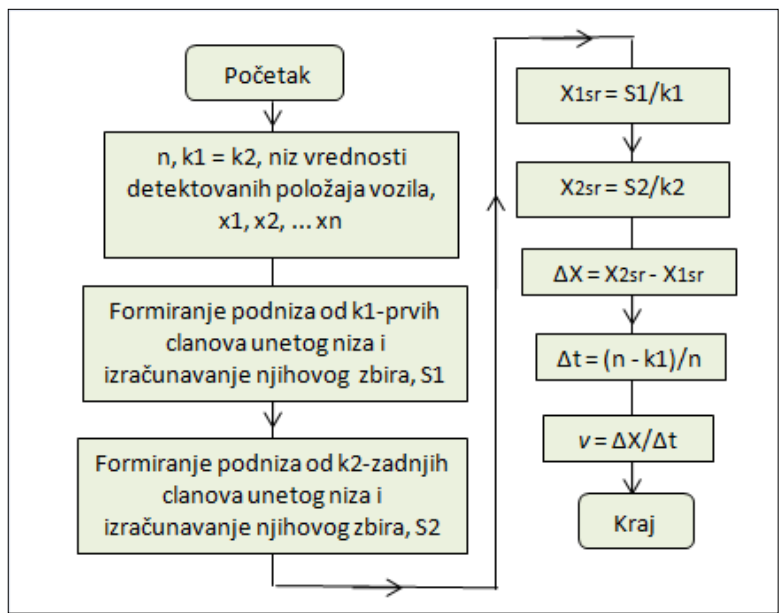 Početak
n, k1 = k2, niz vrednosti
detektovanih položaja vozila,
x1, x2, ... xn
Formiranje podniza od k1-prvih
clanova unetog niza i
izračunavanje njihovog zbira, S1
Formiranje podniza od k2-zadnjih
clanova unetog niza i
izračunavanje njihovog zbira, S2
X1sr = S1/k1
X2sr = S2/k2
ΔX = X2sr - X1sr
Δt = (n - k1)/n
v = ΔX/Δt
Kraj